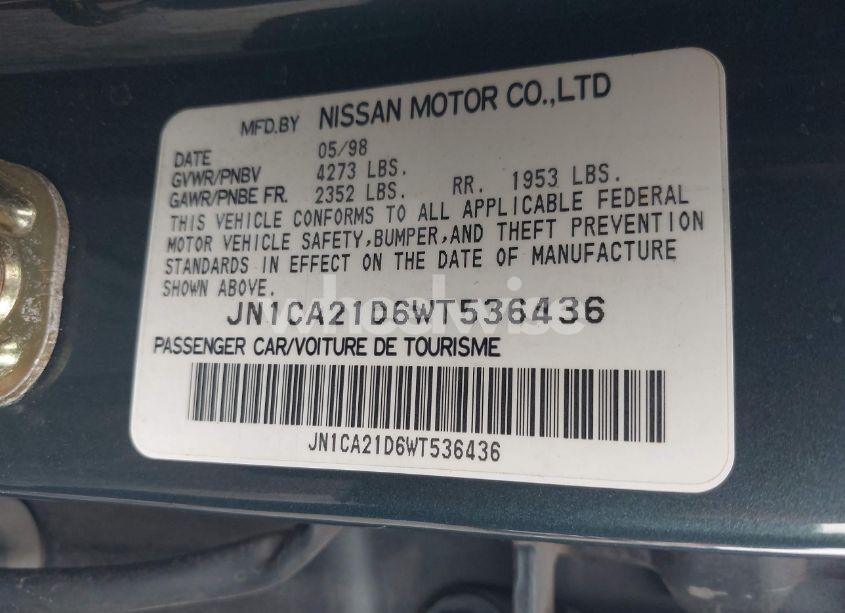 MFD.BY NISSAN MOTOR CO.,LTD
DATE 05/98
GVWR/PNBV 4273 LBS.
GAWR/PNBE FR. 2352 LBS. RR. 1953 LBS.
THIS VEHICLE CONFORMS TO ALL APPLICABLE FEDERAL
MOTOR VEHICLE SAFETY,BUMPER,AND THEFT PREVENTION
STANDARDS IN EFFECT ON THE DATE OF MANUFACTURE
SHOWN ABOVE.
JN1CA21D6WT536436
PASSENGER CAR/VOITURE DE TOURISME
JN1CA21D6WT536436